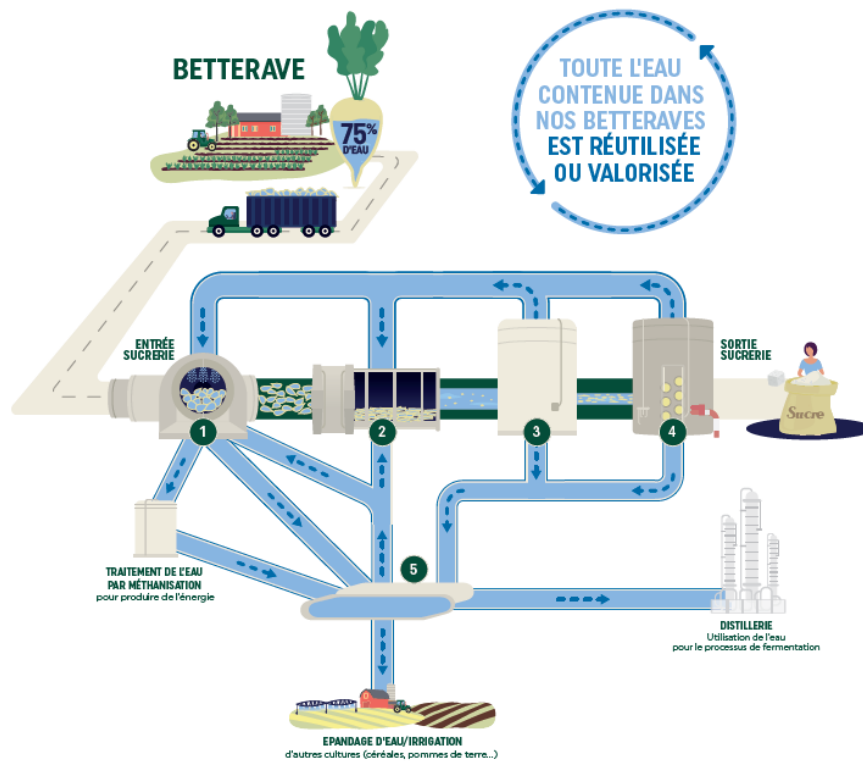 BETTERAVE
75%
D'EAU
TOUTE L'EAU
CONTENUE DANS
NOS BETTERAVES
EST RÉUTILISÉE
OU VALORISÉE
ENTRÉE
SUCRERIE
SORTIE
SUCRERIE
Sucre
1
2
3
4
5
TRAITEMENT DE L'EAU
PAR MÉTHANISATION
pour produire de l'énergie
DISTILLERIE
Utilisation de l'eau
pour le processus de fermentation
EPANDAGE D'EAU/IRRIGATION
d'autres cultures (céréales, pommes de terre...)